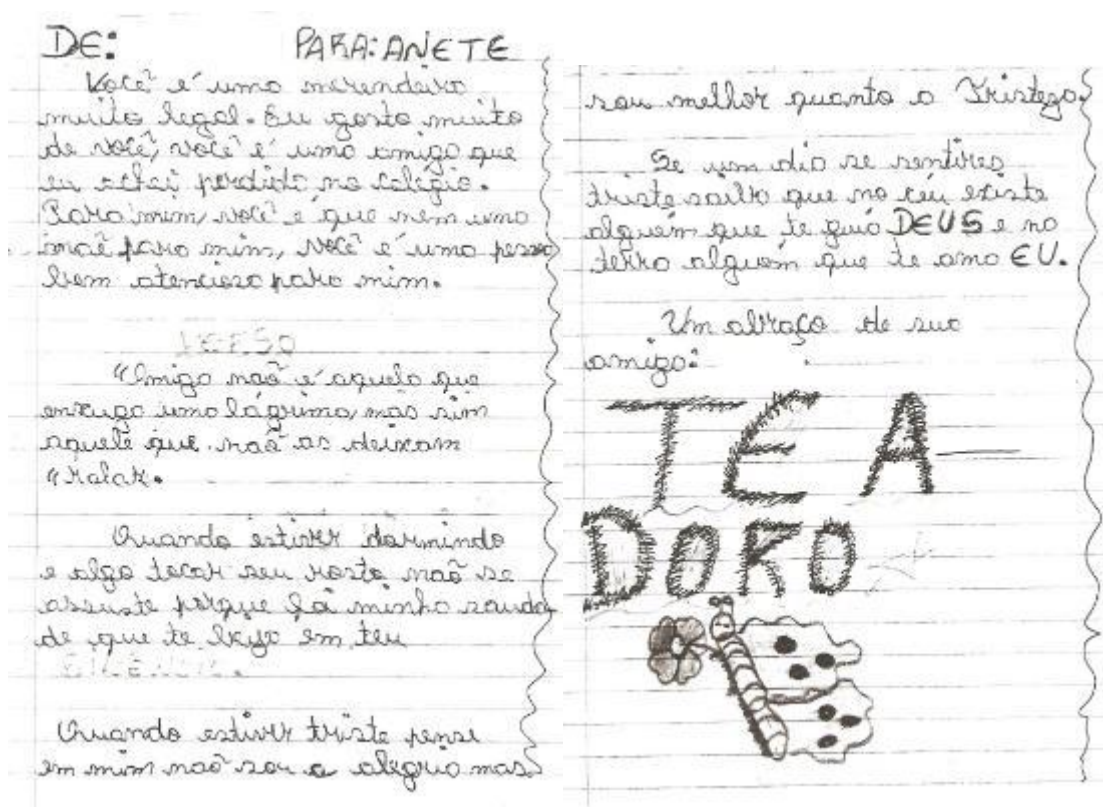 DE: PARA: ANETE
Você é uma merendeira
muito legal. Eu gosto muito
de você, você é uma amiga que
eu achei perdida no colégio.
Para mim, você é que nem uma
mãe para mim, você é uma pessoa
bem atenciosa para mim.
"Amigo não é aquele que
enxuga uma lágrima, mas sim
aquele que não as deixam
"rolar.
Quando estiver dormindo
e algo tocar seu rosto não se
assuste porque é a minha sauda
de que te beija em teu
Quando estiver triste pense
em mim não sou a alegria mas
sou melhor quanto a Tristeza.
Se um dia se sentires
triste saiba que no céu existe
alguém que te guia DEUS e na
terra alguém que te ama EU.
Um abraço de sua
amiga:
TE A
DORO